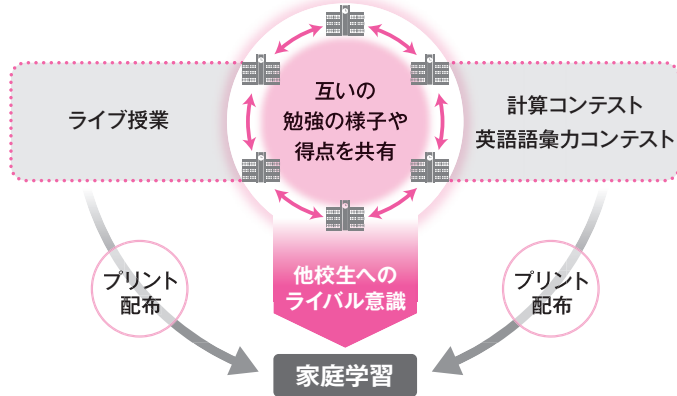 ライブ授業
互いの
勉強の様子や
得点を共有
計算コンテスト
英語語彙力コンテスト
プリント
配布
他校生への
ライバル意識
プリント
配布
家庭学習